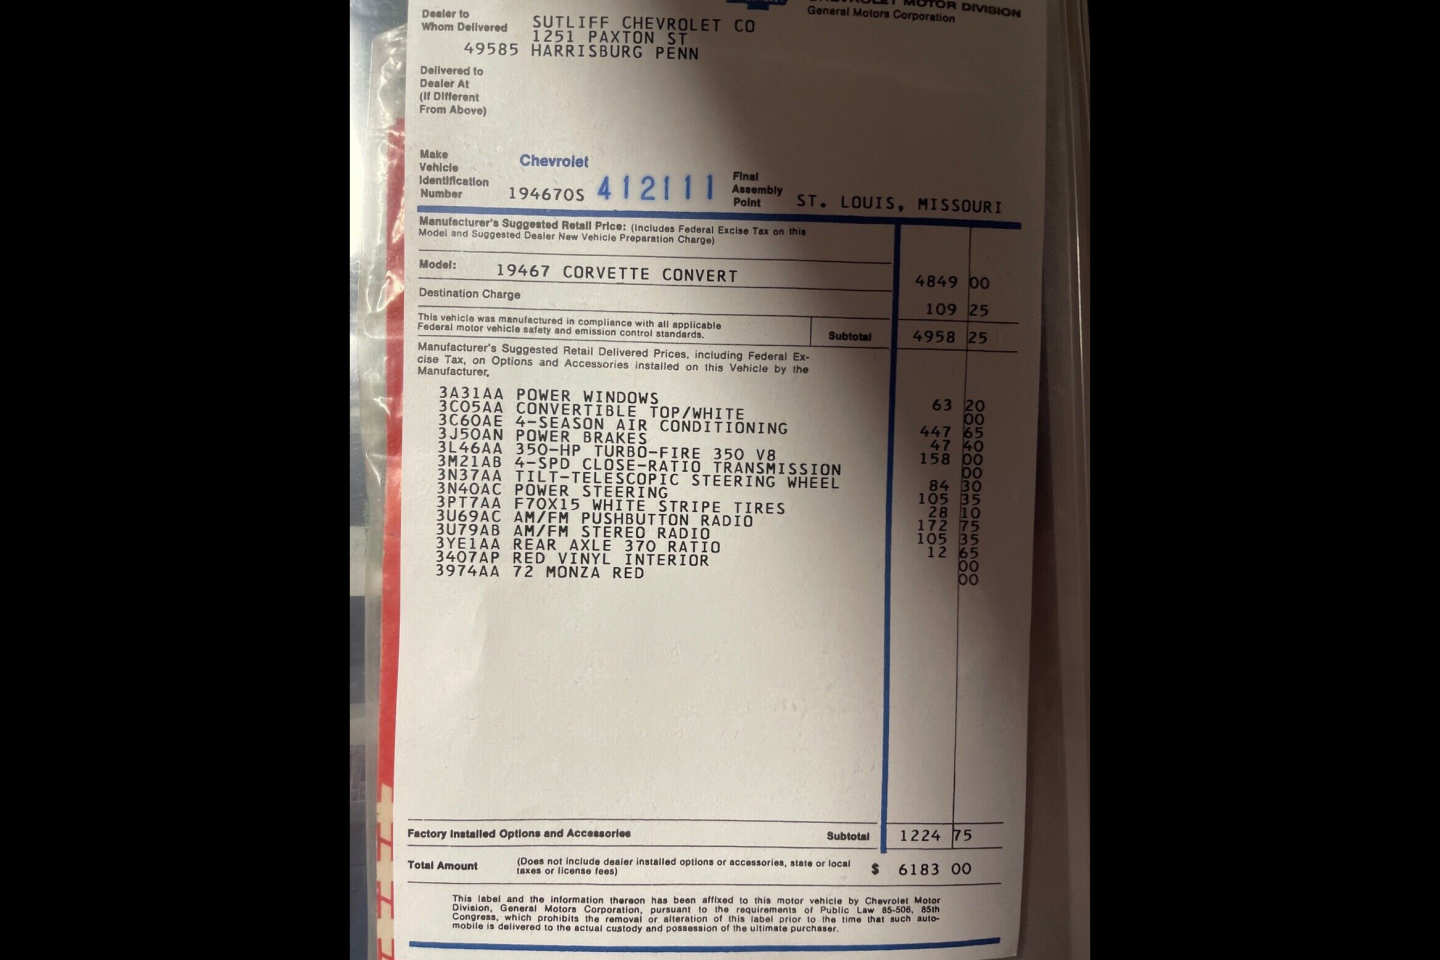 CHEVROLET MOTOR DIVISION
General Motors Corporation
Dealer to
Whom Delivered
SUTLIFF CHEVROLET CO
1251 PAXTON ST
49585 HARRISBURG PENN
Delivered to
Dealer At
(If Different
From Above)
Make
Chevrolet
Vehicle
Identification
Number
19467OS 412111
Final
Assembly
Point
ST. LOUIS, MISSOURI
Manufacturer's Suggested Retail Price: (Includes Federal Excise Tax on this
Model and Suggested Dealer New Vehicle Preparation Charge)
Model: 19467 CORVETTE CONVERT 4849 00
Destination Charge 109 25
This vehicle was manufactured in compliance with all applicable
Federal motor vehicle safety and emission control standards.
Subtotal 4958 25
Manufacturer's Suggested Retail Delivered Prices, including Federal Ex-
cise Tax, on Options and Accessories installed on this Vehicle by the
Manufacturer.
3A31AA POWER WINDOWS 63 20
3C05AA CONVERTIBLE TOP/WHITE 00
3C60AE 4-SEASON AIR CONDITIONING 447 65
3J50AN POWER BRAKES 47 40
3L46AA 350-HP TURBO-FIRE 350 V8 158 00
3M21AB 4-SPD CLOSE-RATIO TRANSMISSION 00
3N37AA TILT-TELESCOPIC STEERING WHEEL 84 30
3N40AC POWER STEERING 105 35
3PT7AA F70X15 WHITE STRIPE TIRES 28 10
3U69AC AM/FM PUSHBUTTON RADIO 172 75
3U79AB AM/FM STEREO RADIO 105 35
3YE1AA REAR AXLE 370 RATIO 12 65
3407AP RED VINYL INTERIOR 00
3974AA 72 MONZA RED 00
Factory Installed Options and Accessories Subtotal 1224 75
Total Amount (Does not include dealer installed options or accessories, state or local
taxes or license fees) $ 6183 00
This label and the information thereon has been affixed to this motor vehicle by Chevrolet Motor
Division, General Motors Corporation, pursuant to the requirements of Public Law 85-506, 85th
Congress, which prohibits the removal or alteration of this label prior to the time that such auto-
mobile is delivered to the actual custody and possession of the ultimate purchaser.